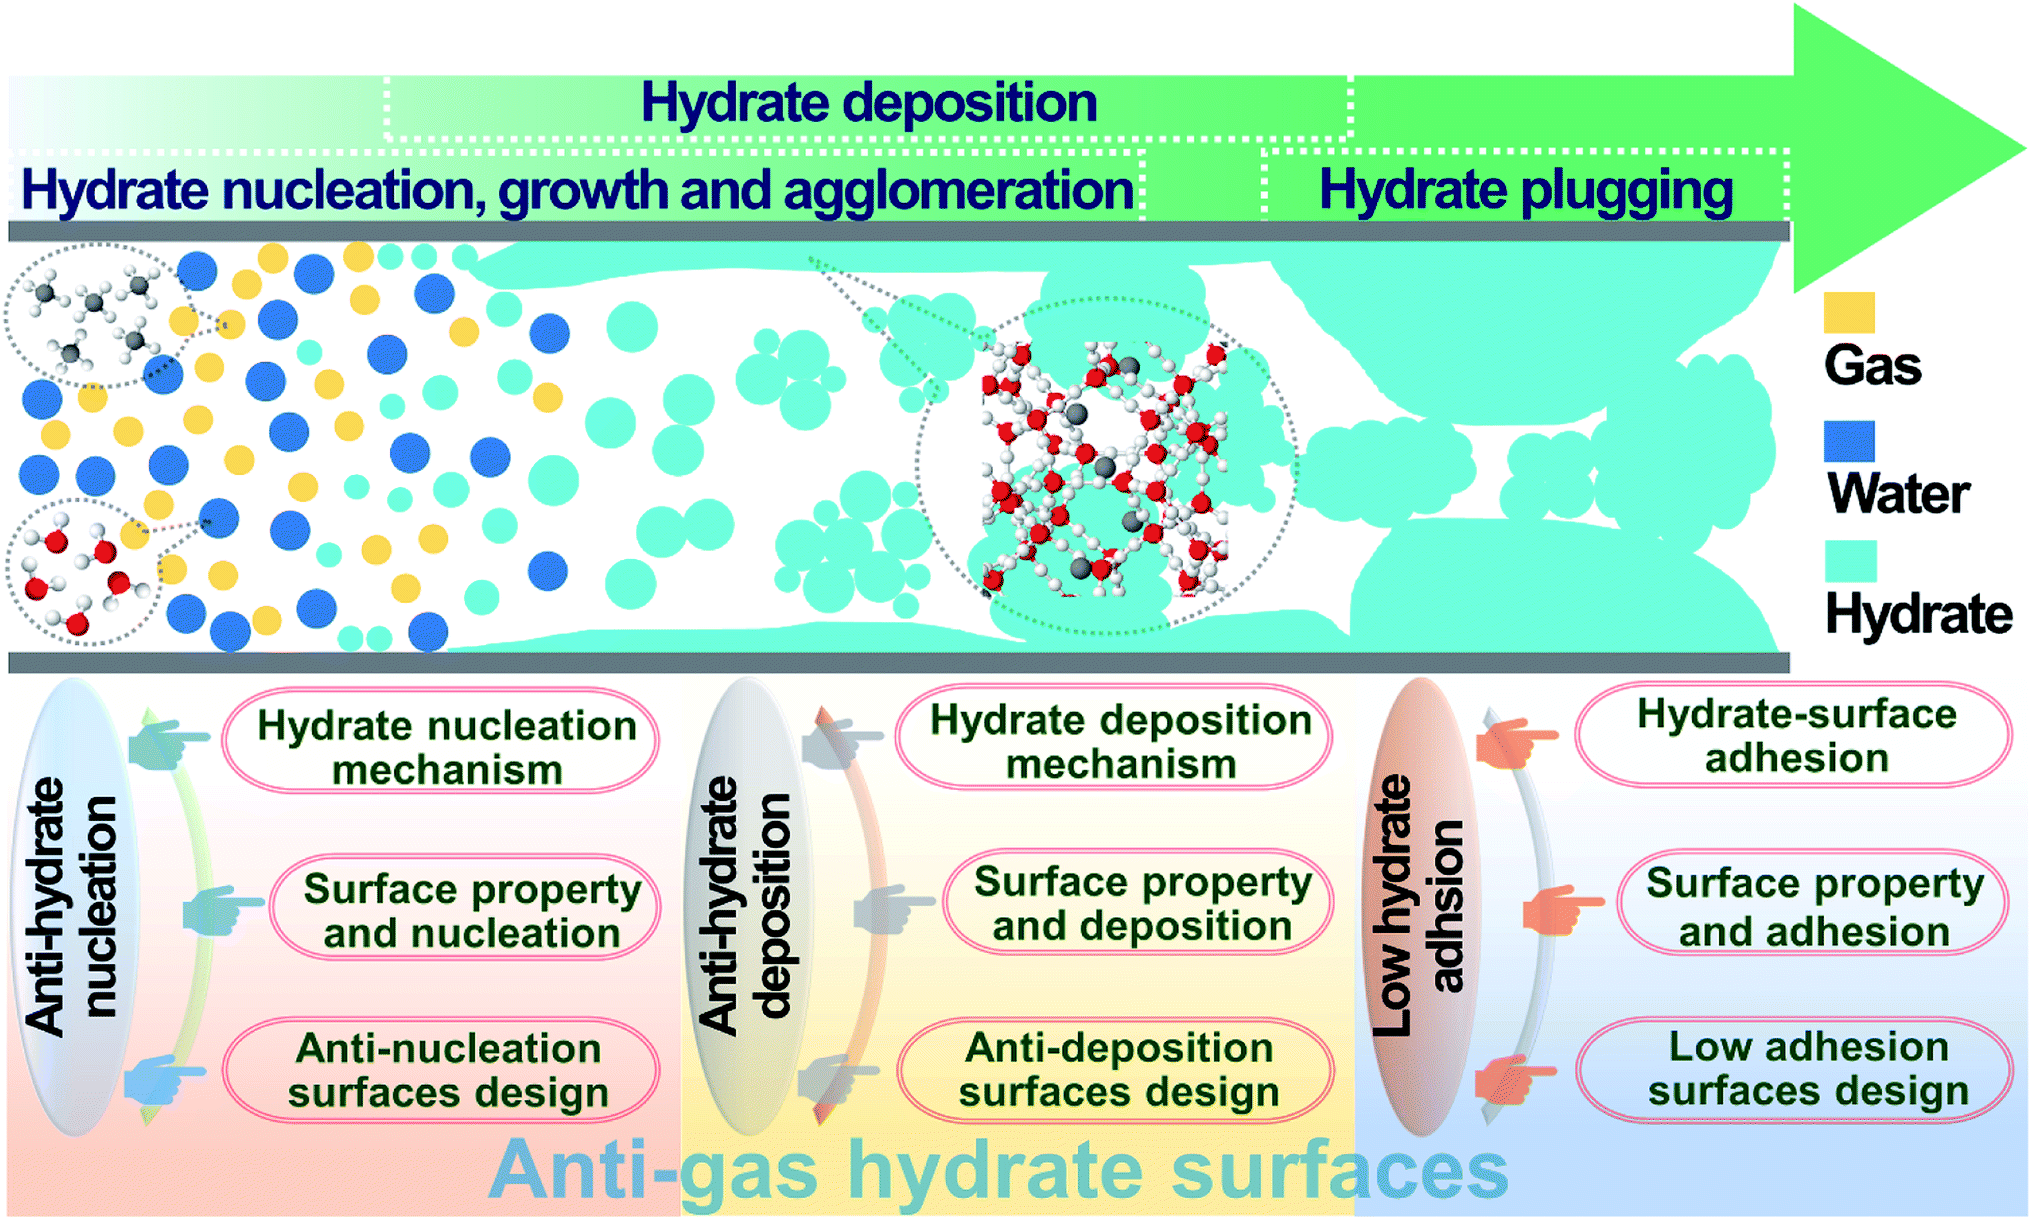 Hydrate deposition
Hydrate nucleation, growth and agglomeration
Hydrate plugging
Gas
Water
Hydrate
Anti-hydrate
nucleation
Hydrate nucleation
mechanism
Surface property
and nucleation
Anti-nucleation
surfaces design
Anti-hydrate
deposition
Hydrate deposition
mechanism
Surface property
and deposition
Anti-deposition
surfaces design
Low hydrate
adhsion
Hydrate-surface
adhesion
Surface property
and adhesion
Low adhesion
surfaces design
Anti-gas hydrate surfaces